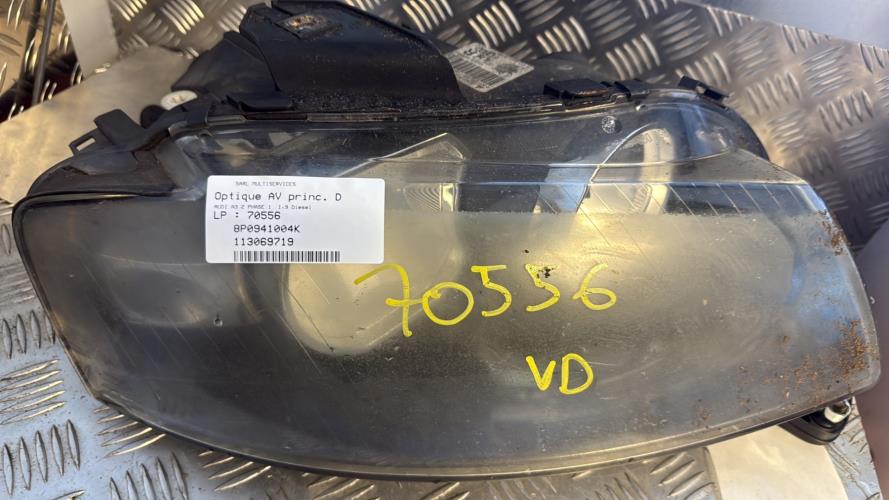 SARL MULTISERVICES
Optique AV princ. D
AUDI A3 2 PHASE 1 1.9 Diesel
LP : 70556
8P0941004K
113069719
70556
VD